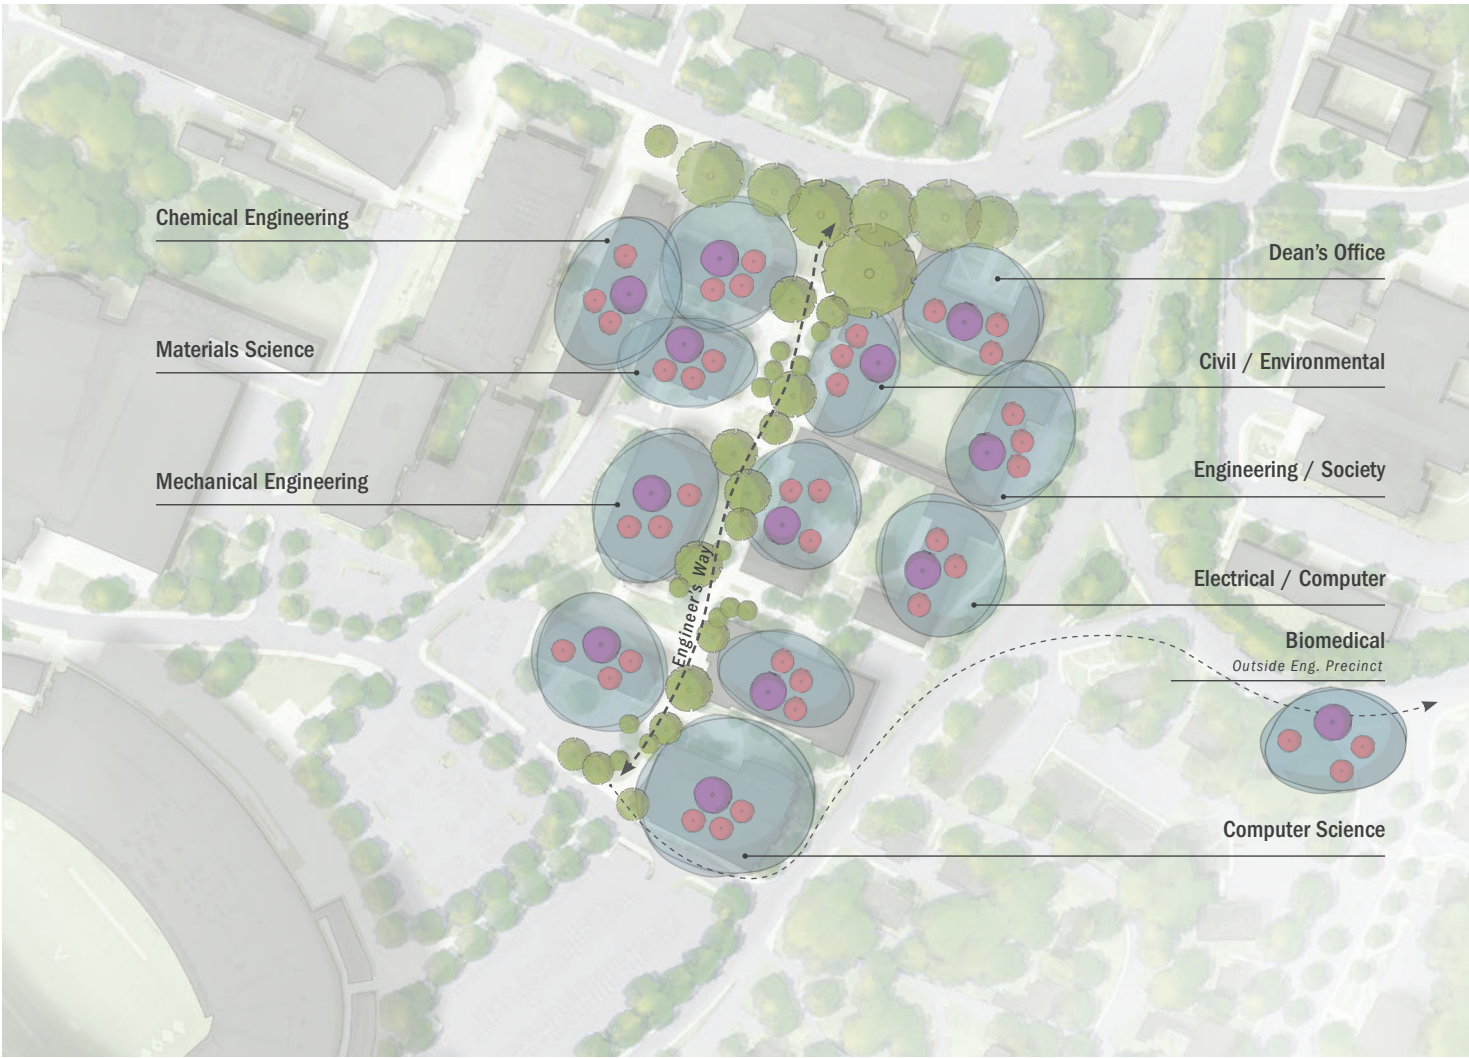 Chemical Engineering
Dean's Office
Materials Science
Civil / Environmental
Mechanical Engineering
Engineering / Society
Engineer's Way
Electrical / Computer
Biomedical
Outside Eng. Precinct
Computer Science